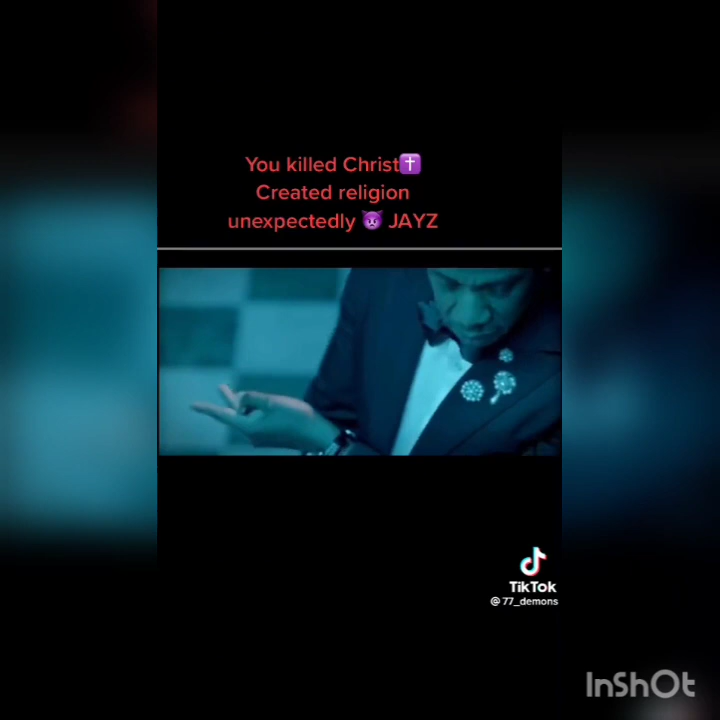 You killed Christ✝️
Created religion
unexpectedly 👿 JAYZ
TikTok
@77_demons
InShOt